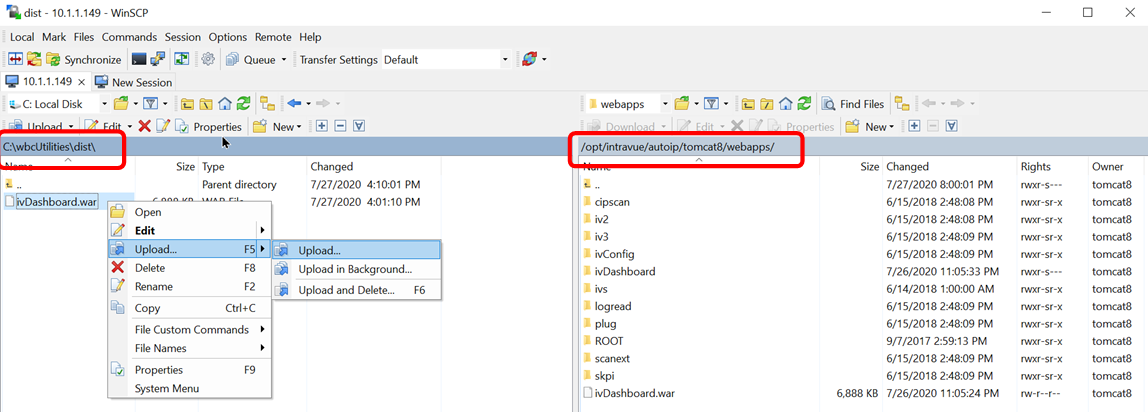 dist - 10.1.1.149 - WinSCP
Local Mark Files Commands Session Options Remote Help
Synchronize Queue Transfer Settings Default
10.1.1.149 New Session
C: Local Disk
Upload Edit Properties New
C:\wbcUtilities\dist\
Name Size Type Changed
.. Parent directory 7/27/2020 4:10:01 PM
ivDashboard.war 6,888 KB WAR File 7/27/2020 4:01:10 PM
Open
Edit
Upload... F5
Delete F8
Rename F2
Copy Ctrl+C
File Custom Commands
File Names
Properties F9
System Menu
Upload...
Upload in Background...
Upload and Delete... F6
webapps Find Files
Download Edit Properties New
/opt/intravue/autoip/tomcat8/webapps/
Name Size Changed Rights Owner
.. 7/27/2020 8:00:01 PM rwxr-s--- tomcat8
cipscan 6/15/2018 2:48:08 PM rwxr-sr-x tomcat8
iv2 6/15/2018 2:48:08 PM rwxr-sr-x tomcat8
iv3 6/15/2018 2:48:09 PM rwxr-sr-x tomcat8
ivConfig 6/15/2018 2:48:09 PM rwxr-sr-x tomcat8
ivDashboard 7/26/2020 11:05:33 PM rwxr-s--- tomcat8
ivs 6/14/2018 1:00:00 AM rwxr-sr-x tomcat8
logread 6/15/2018 2:48:09 PM rwxr-sr-x tomcat8
plug 6/15/2018 2:48:09 PM rwxr-sr-x tomcat8
ROOT 9/7/2017 2:59:13 PM rwxr-sr-x tomcat8
scanext 6/15/2018 2:48:09 PM rwxr-sr-x tomcat8
skpi 6/15/2018 2:48:09 PM rwxr-sr-x tomcat8
ivDashboard.war 6,888 KB 7/26/2020 11:05:24 PM rw-r--r-- tomcat8